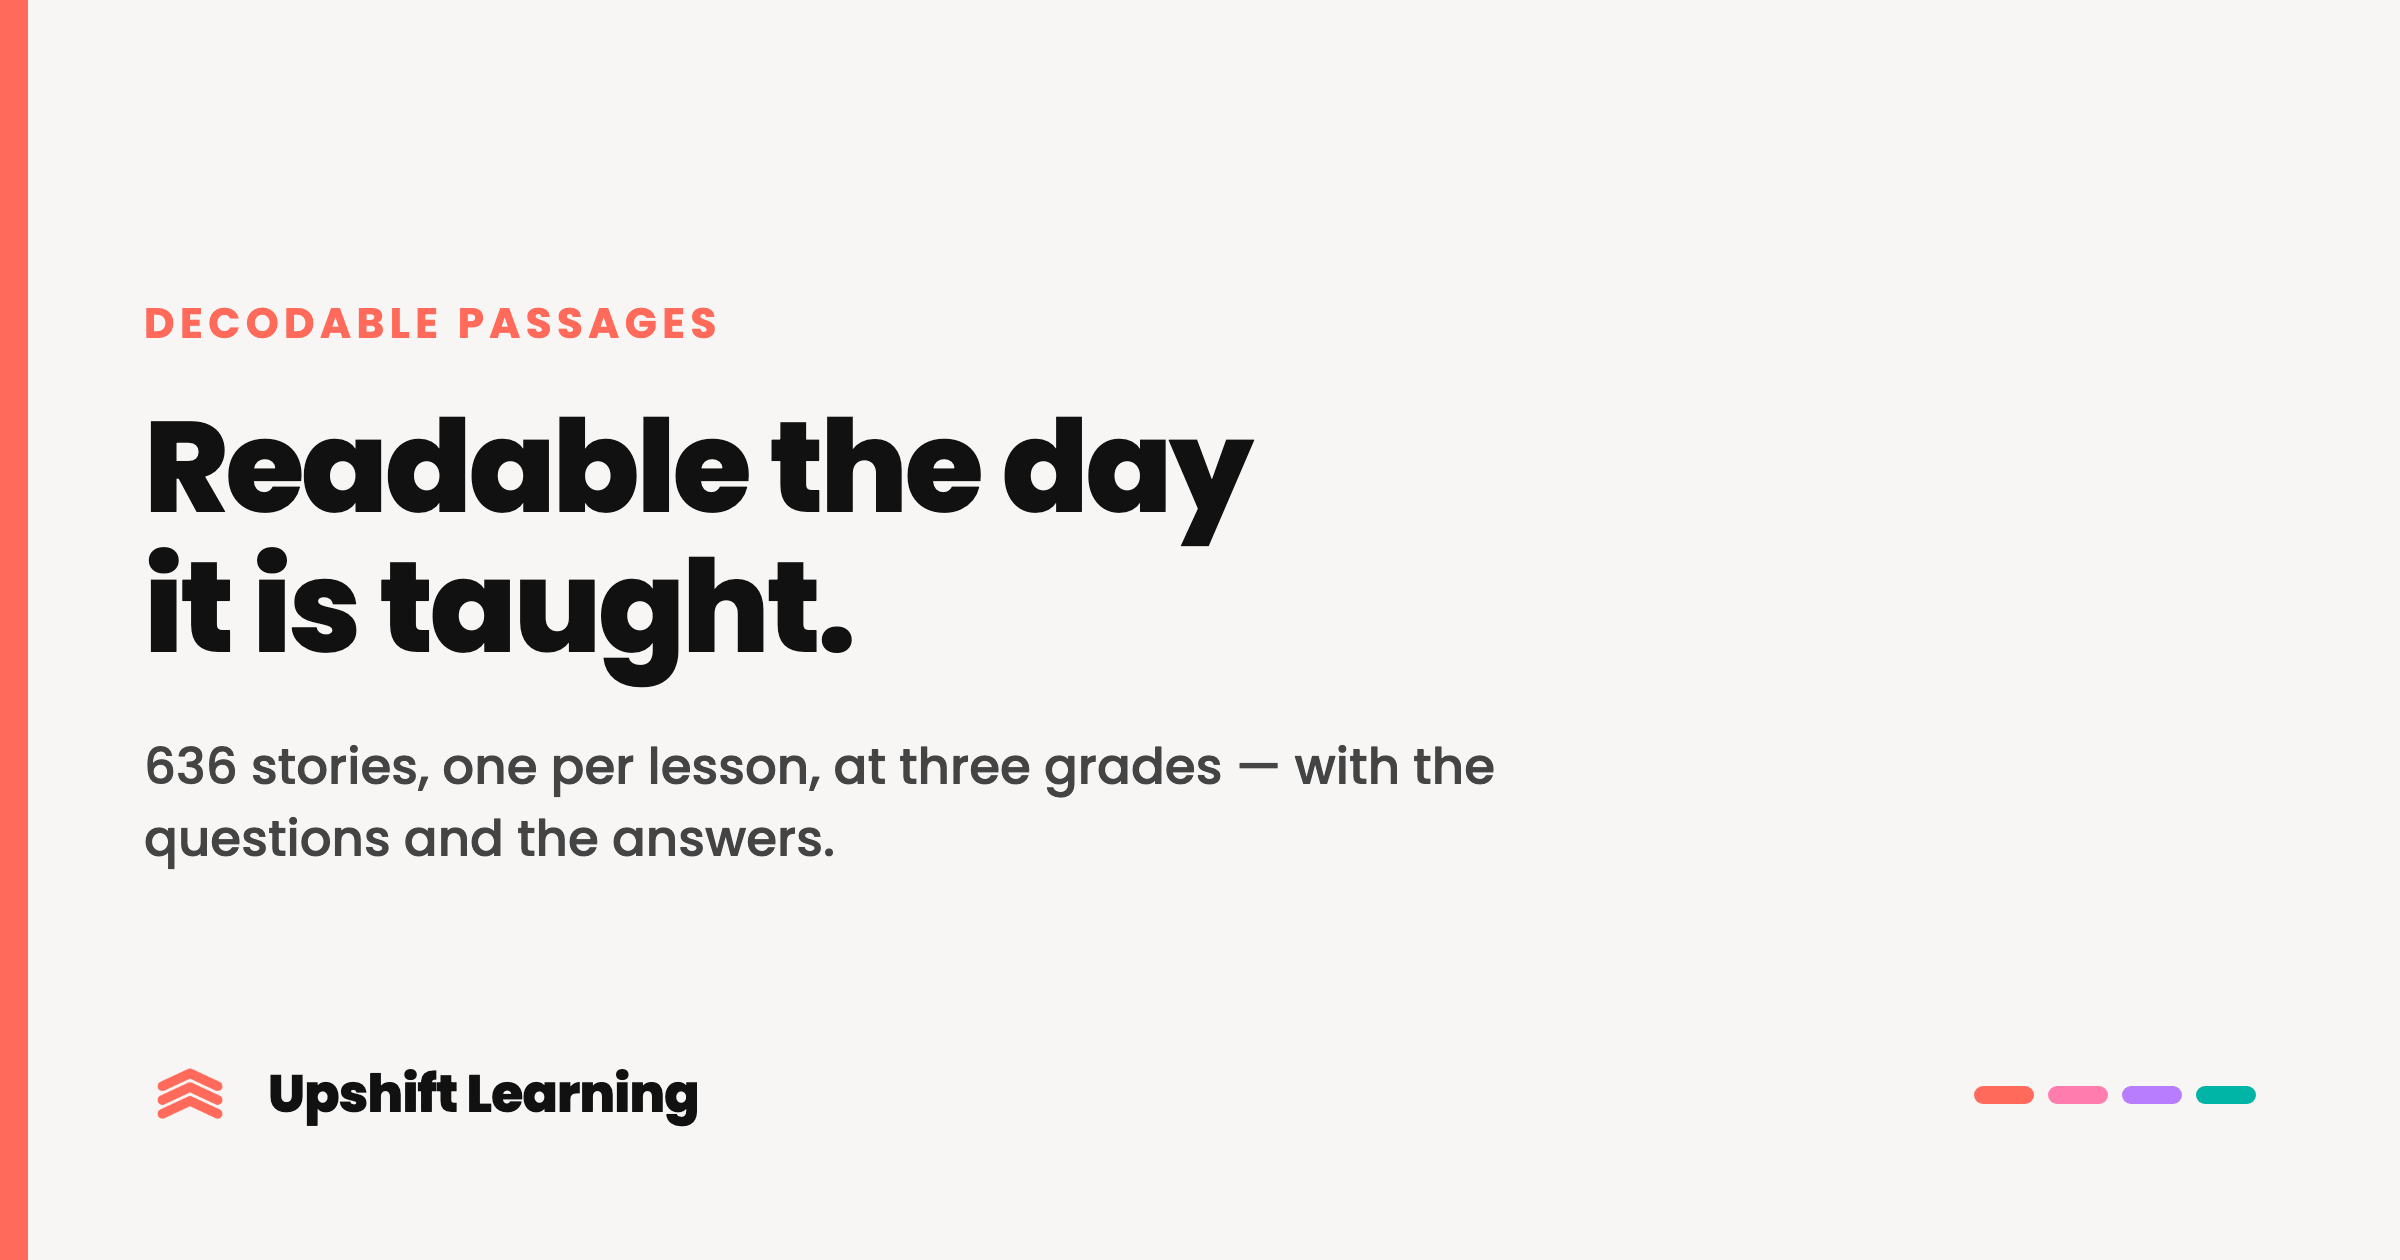 DECODABLE PASSAGES
Readable the day
it is taught.
636 stories, one per lesson, at three grades — with the
questions and the answers.
Upshift Learning